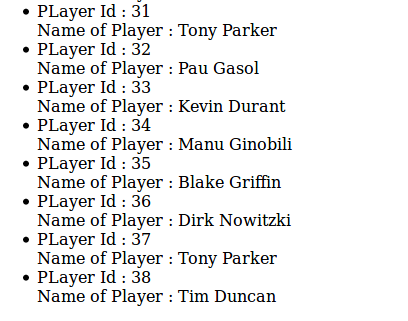 PLayer Id : 31
Name of Player : Tony Parker
PLayer Id : 32
Name of Player : Pau Gasol
PLayer Id : 33
Name of Player : Kevin Durant
PLayer Id : 34
Name of Player : Manu Ginobili
PLayer Id : 35
Name of Player : Blake Griffin
PLayer Id : 36
Name of Player : Dirk Nowitzki
PLayer Id : 37
Name of Player : Tony Parker
PLayer Id : 38
Name of Player : Tim Duncan